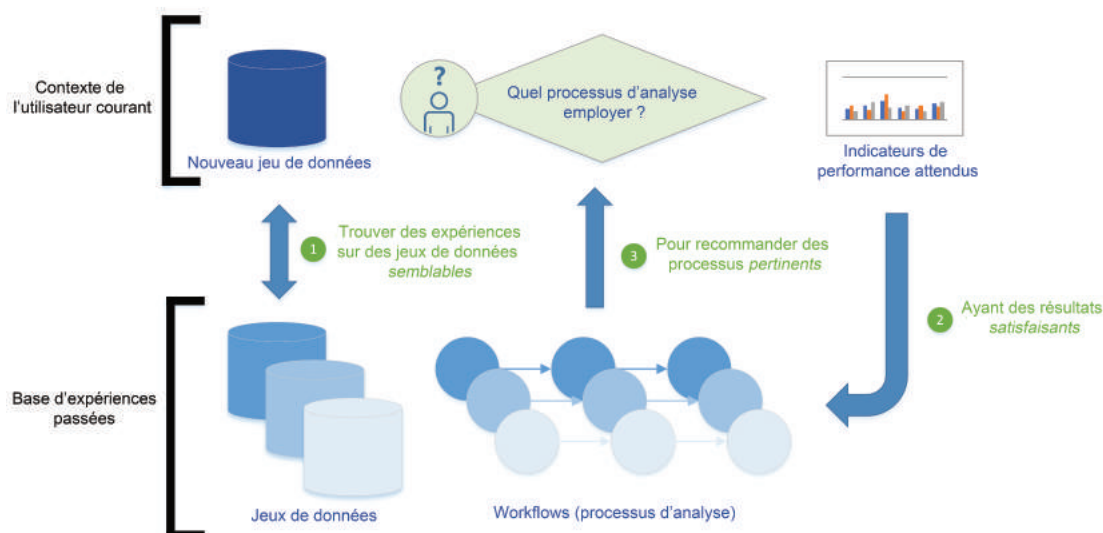 Contexte de
l'utilisateur courant
Nouveau jeu de données
?
Quel processus d'analyse
employer ?
Indicateurs de
performance attendus
1
Trouver des expériences
sur des jeux de données
semblables
3
Pour recommander des
processus pertinents
2
Ayant des résultats
satisfaisants
Base d'expériences
passées
Jeux de données
Workflows (processus d'analyse)